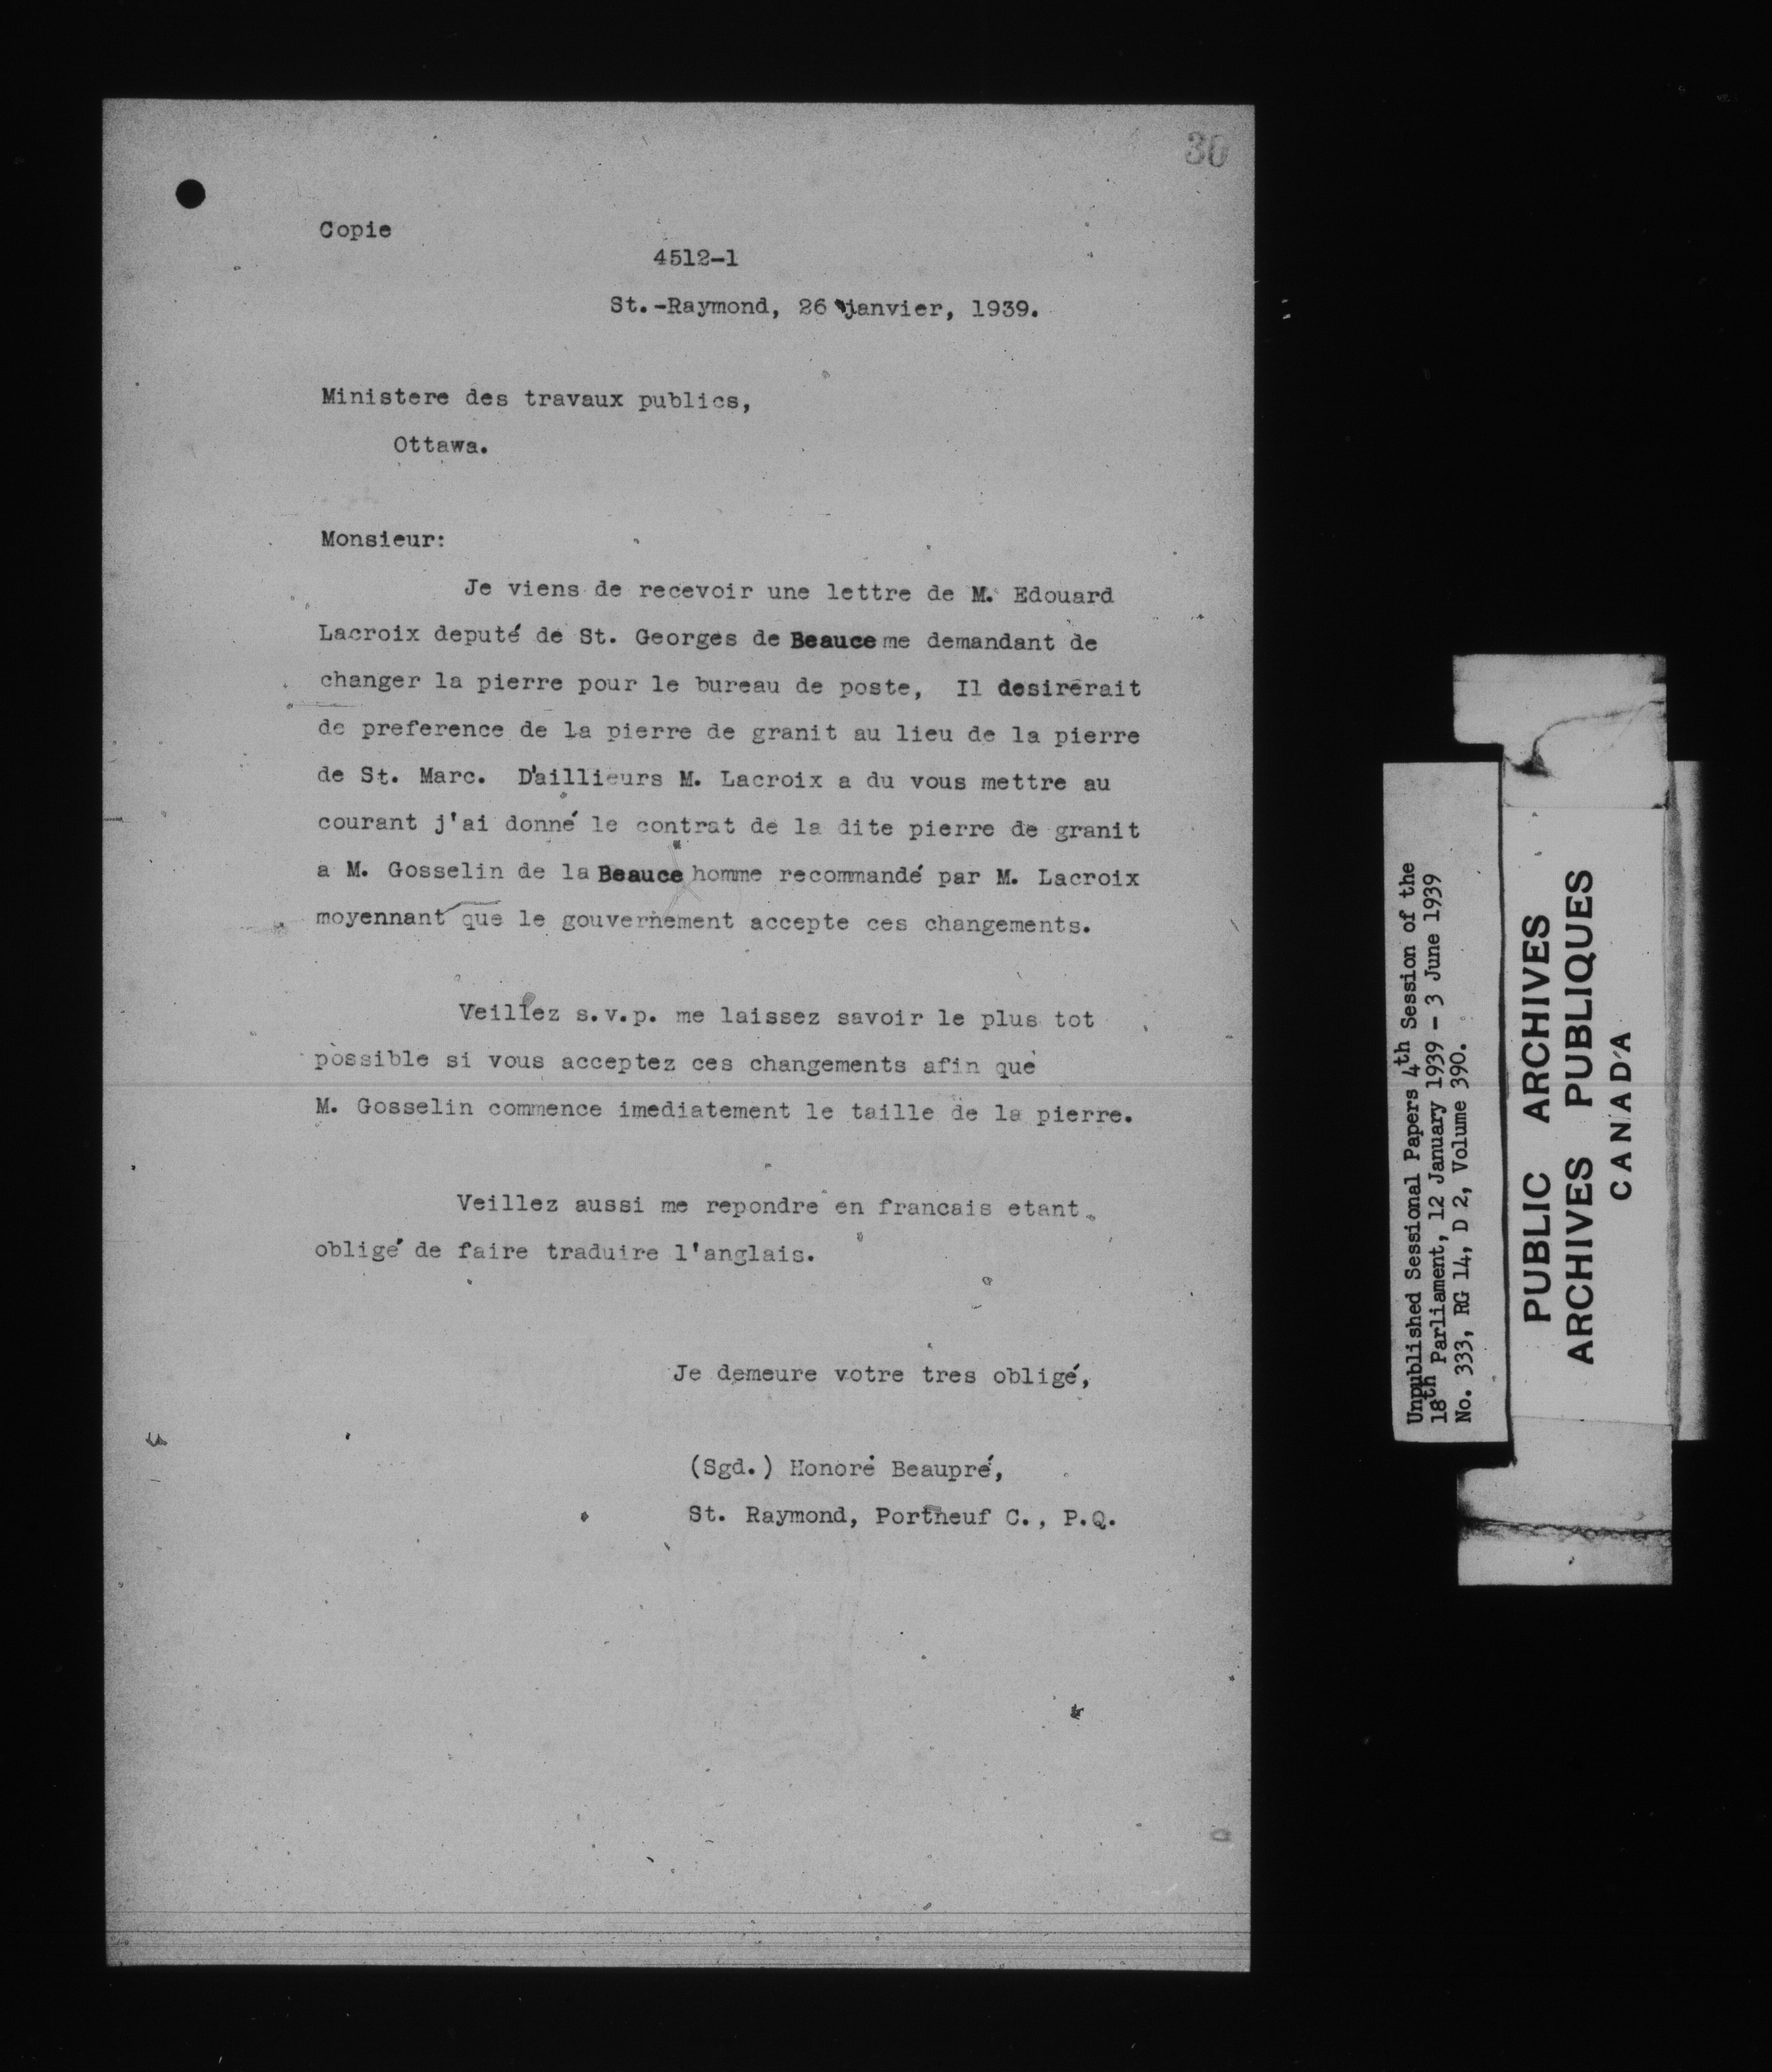 30
Copie
4512-1
St.-Raymond, 26 janvier, 1939.
Ministere des travaux publics,
Ottawa.
Monsieur:
Je viens de recevoir une lettre de M. Edouard
Lacroix deputé de St. Georges de Beauce me demandant de
changer la pierre pour le bureau de poste, Il desirerait
de preference de la pierre de granit au lieu de la pierre
de St. Marc. D'aillieurs M. Lacroix a du vous mettre au
courant j'ai donné le contrat de la dite pierre de granit
a M. Gosselin de la Beauce homme recommandé par M. Lacroix
moyennant que le gouvernement accepte ces changements.
Veillez s.v.p. me laissez savoir le plus tot
possible si vous acceptez ces changements afin que
M. Gosselin commence imediatement le taille de la pierre.
Veillez aussi me repondre en francais etant
obligé de faire traduire l'anglais.
Je demeure votre tres obligé,
(Sgd.) Honoré Beaupré,
St. Raymond, Portneuf C., P.Q.
Unpublished Sessional Papers 4th Session of the
18th Parliament, 12 January 1939 - 3 June 1939
No. 333, RG 14, D 2, Volume 390.
PUBLIC ARCHIVES
ARCHIVES PUBLIQUES
CANADA